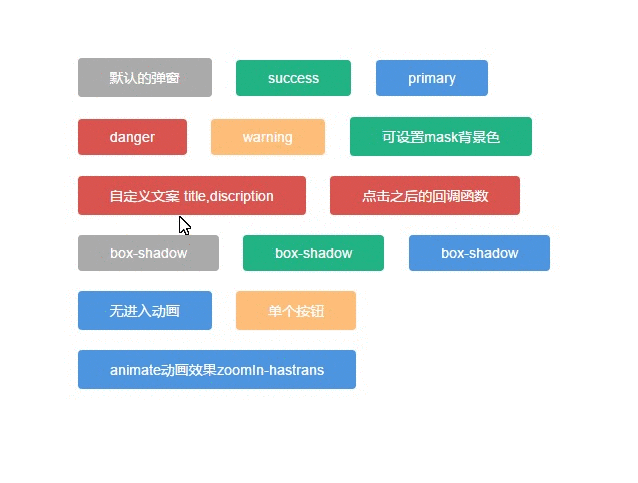 默认的弹窗 success primary
danger warning 可设置mask背景色
自定义文案 title,discription 点击之后的回调函数
box-shadow box-shadow box-shadow
无进入动画 单个按钮
animate动画效果zoomIn-hastrans